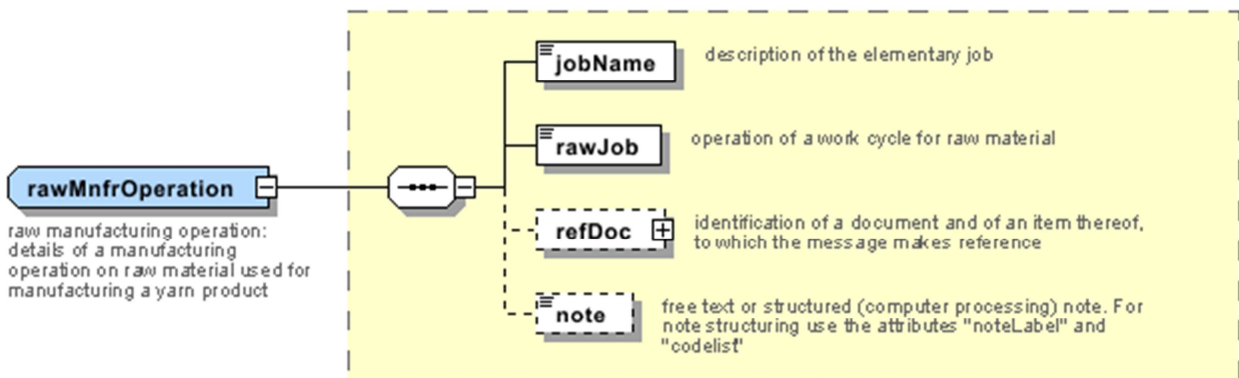 jobName
description of the elementary job
rawJob
operation of a work cycle for raw material
rawMnfrOperation
raw manufacturing operation:
details of a manufacturing
operation on raw material used for
manufacturing a yarn product
refDoc
identification of a document and of an item thereof,
to which the message makes reference
note
free text or structured (computer processing) note. For
note structuring use the attributes "noteLabel" and
"codelist"